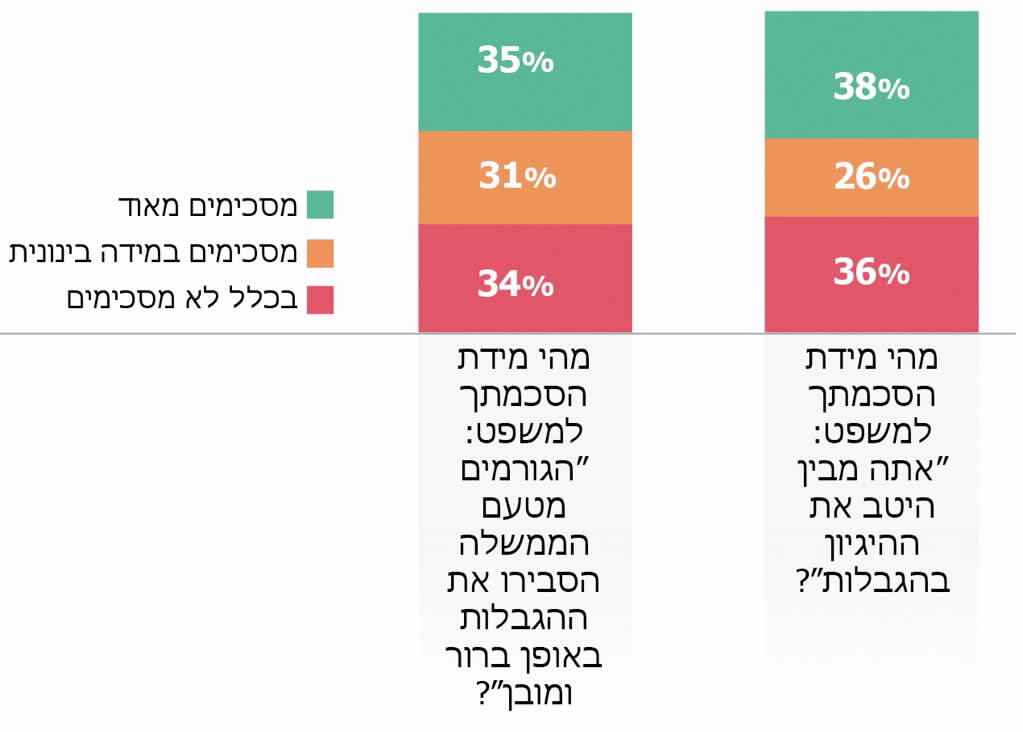 38%
26%
36%
מהי מידת
הסכמתך
למשפט:
"אתה מבין
היטב את
ההיגיון
בהגבלות"?
35%
31%
34%
מהי מידת
הסכמתך
למשפט:
"הגורמים
מטעם
הממשלה
הסבירו את
ההגבלות
באופן ברור
ומובן"?
מסכימים מאוד
מסכימים במידה בינונית
בכלל לא מסכימים